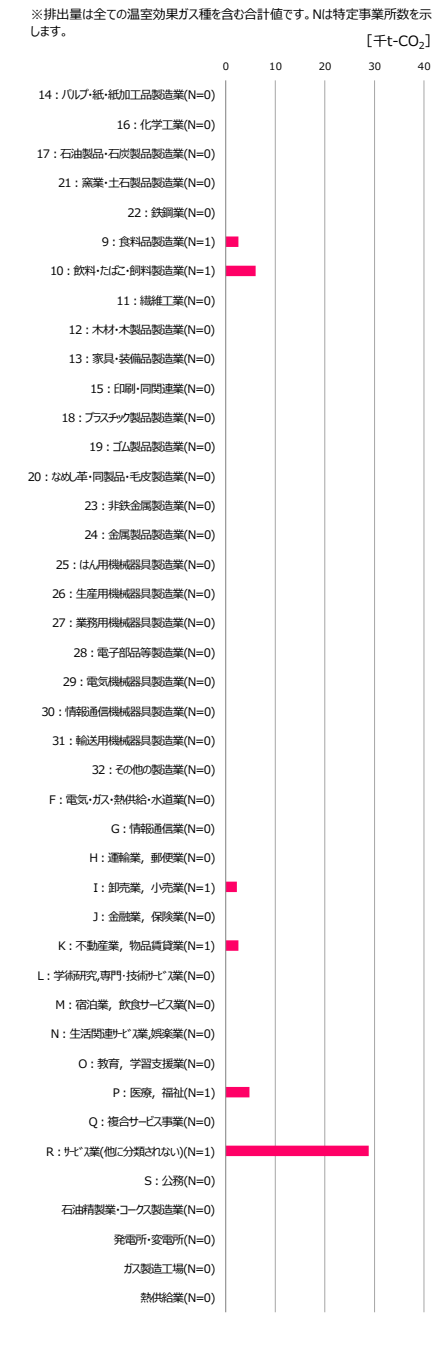 ※排出量は全ての温室効果ガス種を含む合計値です。Nは特定事業所数を示
します。
［千t-CO₂］
0 10 20 30 40
14：パルプ・紙・紙加工品製造業(N=0)
16：化学工業(N=0)
17：石油製品・石炭製品製造業(N=0)
21：窯業・土石製品製造業(N=0)
22：鉄鋼業(N=0)
9：食料品製造業(N=1)
10：飲料・たばこ・飼料製造業(N=1)
11：繊維工業(N=0)
12：木材・木製品製造業(N=0)
13：家具・装備品製造業(N=0)
15：印刷・同関連業(N=0)
18：プラスチック製品製造業(N=0)
19：ゴム製品製造業(N=0)
20：なめし革・同製品・毛皮製造業(N=0)
23：非鉄金属製造業(N=0)
24：金属製品製造業(N=0)
25：はん用機械器具製造業(N=0)
26：生産用機械器具製造業(N=0)
27：業務用機械器具製造業(N=0)
28：電子部品等製造業(N=0)
29：電気機械器具製造業(N=0)
30：情報通信機械器具製造業(N=0)
31：輸送用機械器具製造業(N=0)
32：その他の製造業(N=0)
F：電気・ガス・熱供給・水道業(N=0)
G：情報通信業(N=0)
H：運輸業，郵便業(N=0)
I：卸売業，小売業(N=1)
J：金融業，保険業(N=0)
K：不動産業，物品賃貸業(N=1)
L：学術研究,専門・技術ｻｰﾋﾞｽ業(N=0)
M：宿泊業，飲食サービス業(N=0)
N：生活関連ｻｰﾋﾞｽ業,娯楽業(N=0)
O：教育，学習支援業(N=0)
P：医療，福祉(N=1)
Q：複合サービス事業(N=0)
R：ｻｰﾋﾞｽ業(他に分類されない)(N=1)
S：公務(N=0)
石油精製業・コークス製造業(N=0)
発電所・変電所(N=0)
ガス製造工場(N=0)
熱供給業(N=0)